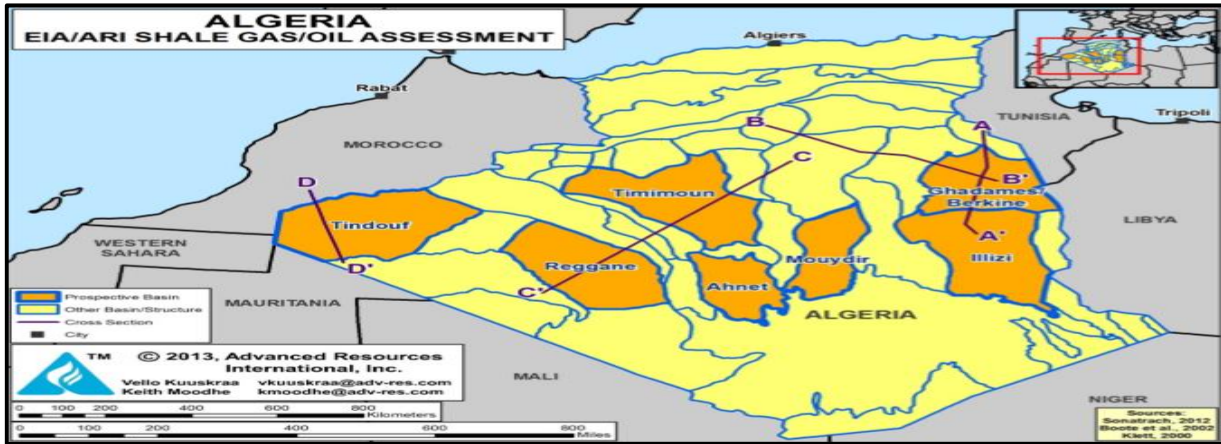 ALGERIA
EIA/ARI SHALE GAS/OIL ASSESSMENT
Algiers
Rabat
TUNISIA
Tripoli
MOROCCO
B
A
C
D
B'
Timimoun
Ghadames/
Berkine
Tindouf
LIBYA
WESTERN
SAHARA
A'
Mouydir
Illizi
D'
Reggane
Ahnet
C'
MAURITANIA
ALGERIA
Prospective Basin
Other Basin/Structure
Cross Section
City
TM
© 2013, Advanced Resources
International, Inc.
Vello Kuuskraa vkuuskraa@adv-res.com
Keith Moodhe kmoodhe@adv-res.com
MALI
NIGER
0 100 200 400 600 800
Kilometers
0 100 200 400 600 800
Miles
Sources:
Sonatrach, 2012
Boote et al., 2002
Klett, 2000